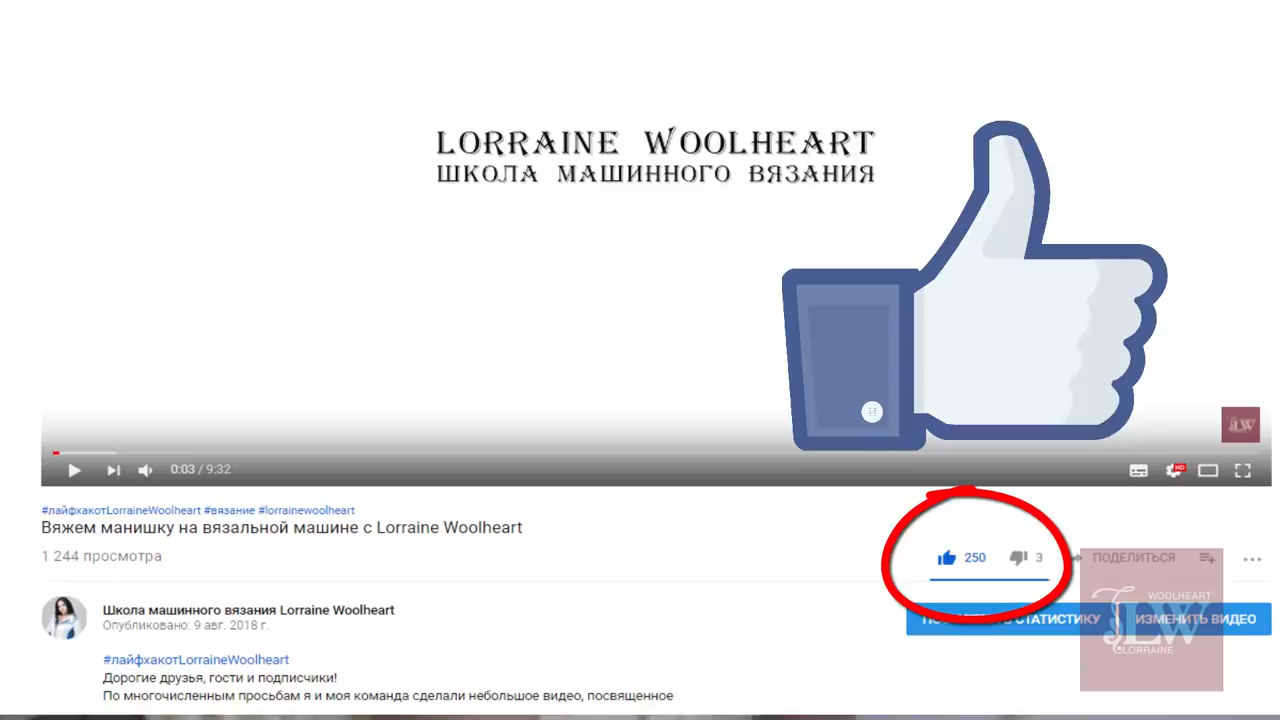 LORRAINE WOOLHEART
ШКОЛА МАШИННОГО ВЯЗАНИЯ
0:03 / 9:32
HD
#лайфхакотLorraineWoolheart #вязание #lorrainewoolheart
Вяжем манишку на вязальной машине с Lorraine Woolheart
1 244 просмотра
250
3
ПОДЕЛИТЬСЯ
Школа машинного вязания Lorraine Woolheart
Опубликовано: 9 авг. 2018 г.
СТАТИСТИКУ
ИЗМЕНИТЬ ВИДЕО
WOOLHEART
LW
LORRAINE
#лайфхакотLorraineWoolheart
Дорогие друзья, гости и подписчики!
По многочисленным просьбам я и моя команда сделали небольшое видео, посвященное